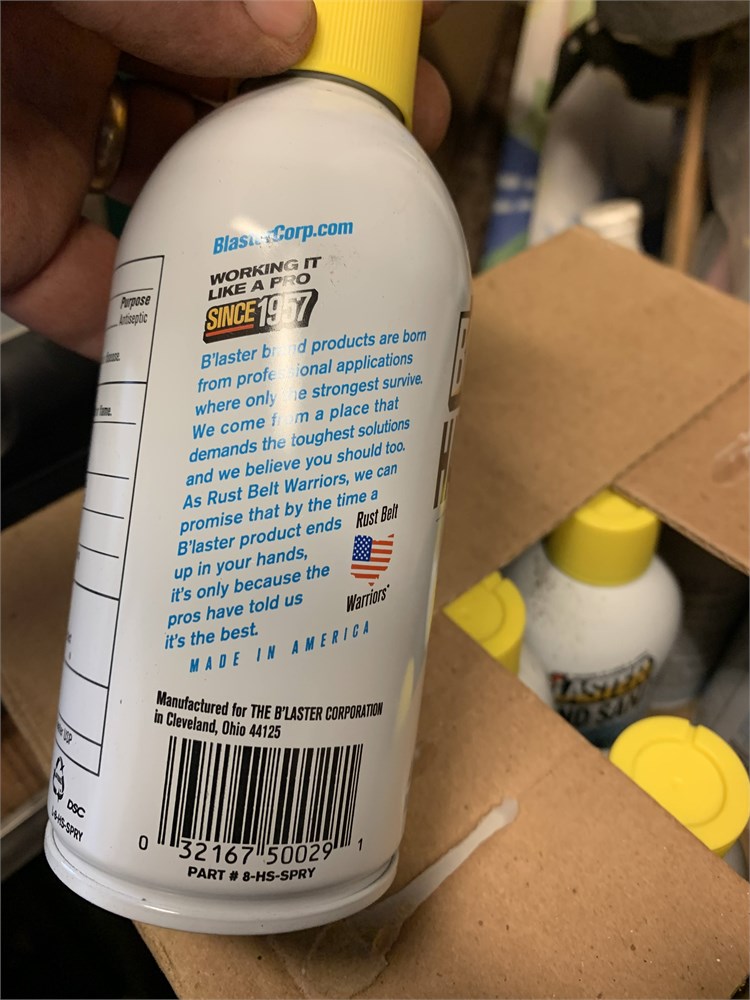 BlasterCorp.com
WORKING IT
LIKE A PRO
SINCE 1957
B'laster brand products are born
from professional applications
where only the strongest survive.
We come from a place that
demands the toughest solutions
and we believe you should too.
As Rust Belt Warriors, we can
promise that by the time a
B'laster product ends
up in your hands,
it's only because the
pros have told us
it's the best.
Rust Belt
Warriors
MADE IN AMERICA
Manufactured for THE B'LASTER CORPORATION
in Cleveland, Ohio 44125
0 32167 50029 1
PART # 8-HS-SPRY
Purpose
Antiseptic
USP
DSC
-8-HS-SPRY